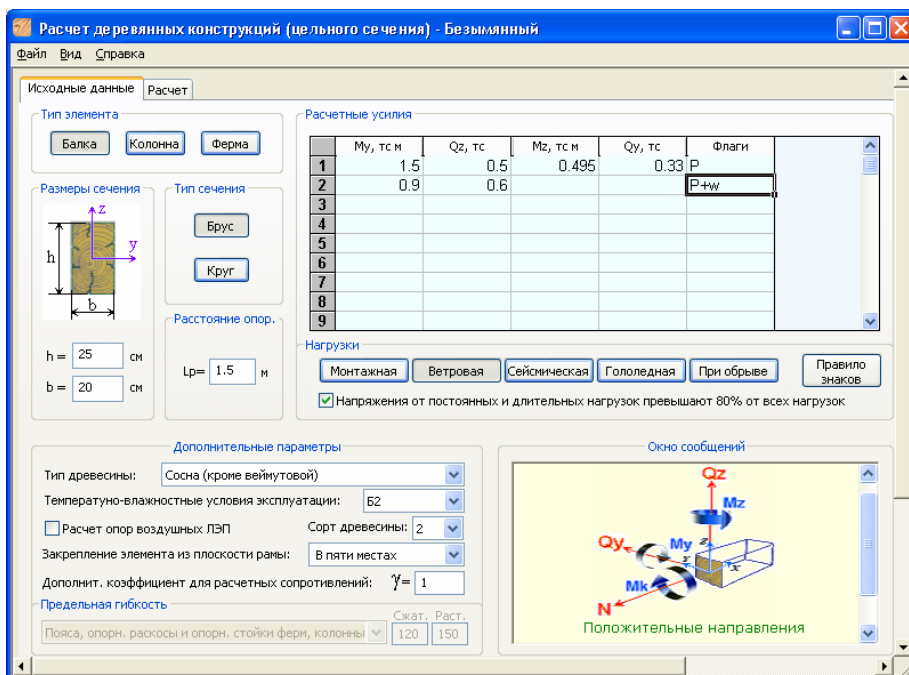 Расчет деревянных конструкций (цельного сечения) - Безымянный
Файл Вид Справка
Исходные данные Расчет
Тип элемента
Балка Колонна Ферма
Размеры сечения
z
y
h
b
h = 25 см
b = 20 см
Тип сечения
Брус
Круг
Расстояние опор.
Lp= 1.5 м
Расчетные усилия
My, тс м Qz, тс Mz, тс м Qy, тс Флаги
1 1.5 0.5 0.495 0.33 P
2 0.9 0.6 P+w
3
4
5
6
7
8
9
Нагрузки
Монтажная Ветровая Сейсмическая Гололедная При обрыве
Правило
знаков
Напряжения от постоянных и длительных нагрузок превышают 80% от всех нагрузок
Дополнительные параметры
Тип древесины: Сосна (кроме веймутовой)
Температуно-влажностные условия эксплуатации: Б2
Расчет опор воздушных ЛЭП Сорт древесины: 2
Закрепление элемента из плоскости рамы: В пяти местах
Дополнит. коэффициент для расчетных сопротивлений: γ= 1
Предельная гибкость
Сжат. Раст.
Пояса, опорн. раскосы и опорн. стойки ферм, колонны 120 150
Окно сообщений
Qz
Mz
Qy My z
x
Mk
N
Положительные направления